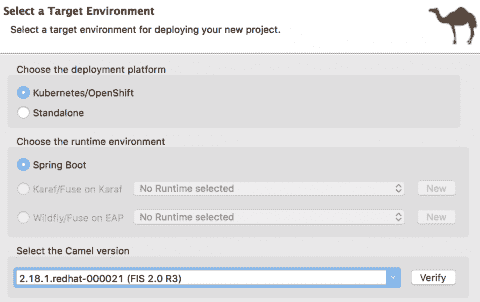 Select a Target Environment
Select a target environment for deploying your new project.
Choose the deployment platform
Kubernetes/OpenShift
Standalone
Choose the runtime environment
Spring Boot
Karaf/Fuse on Karaf No Runtime selected New
Wildfly/Fuse on EAP No Runtime selected New
Select the Camel version
2.18.1.redhat-000021 (FIS 2.0 R3) Verify